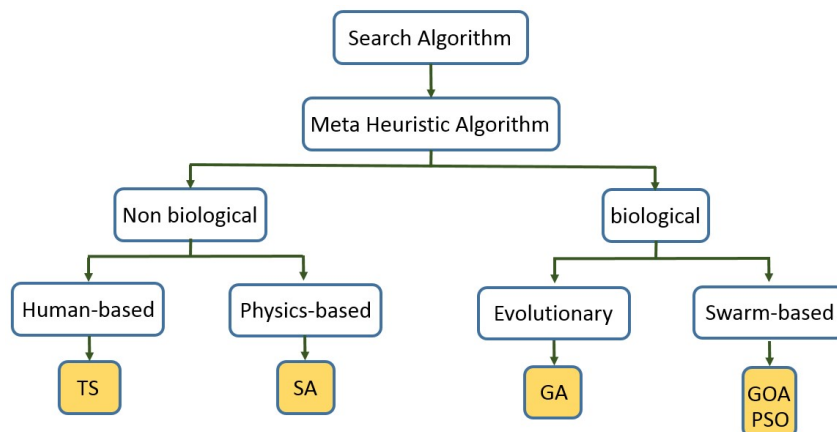 Search Algorithm
Meta Heuristic Algorithm
Non biological
biological
Human-based
Physics-based
Evolutionary
Swarm-based
TS
SA
GA
GOA
PSO